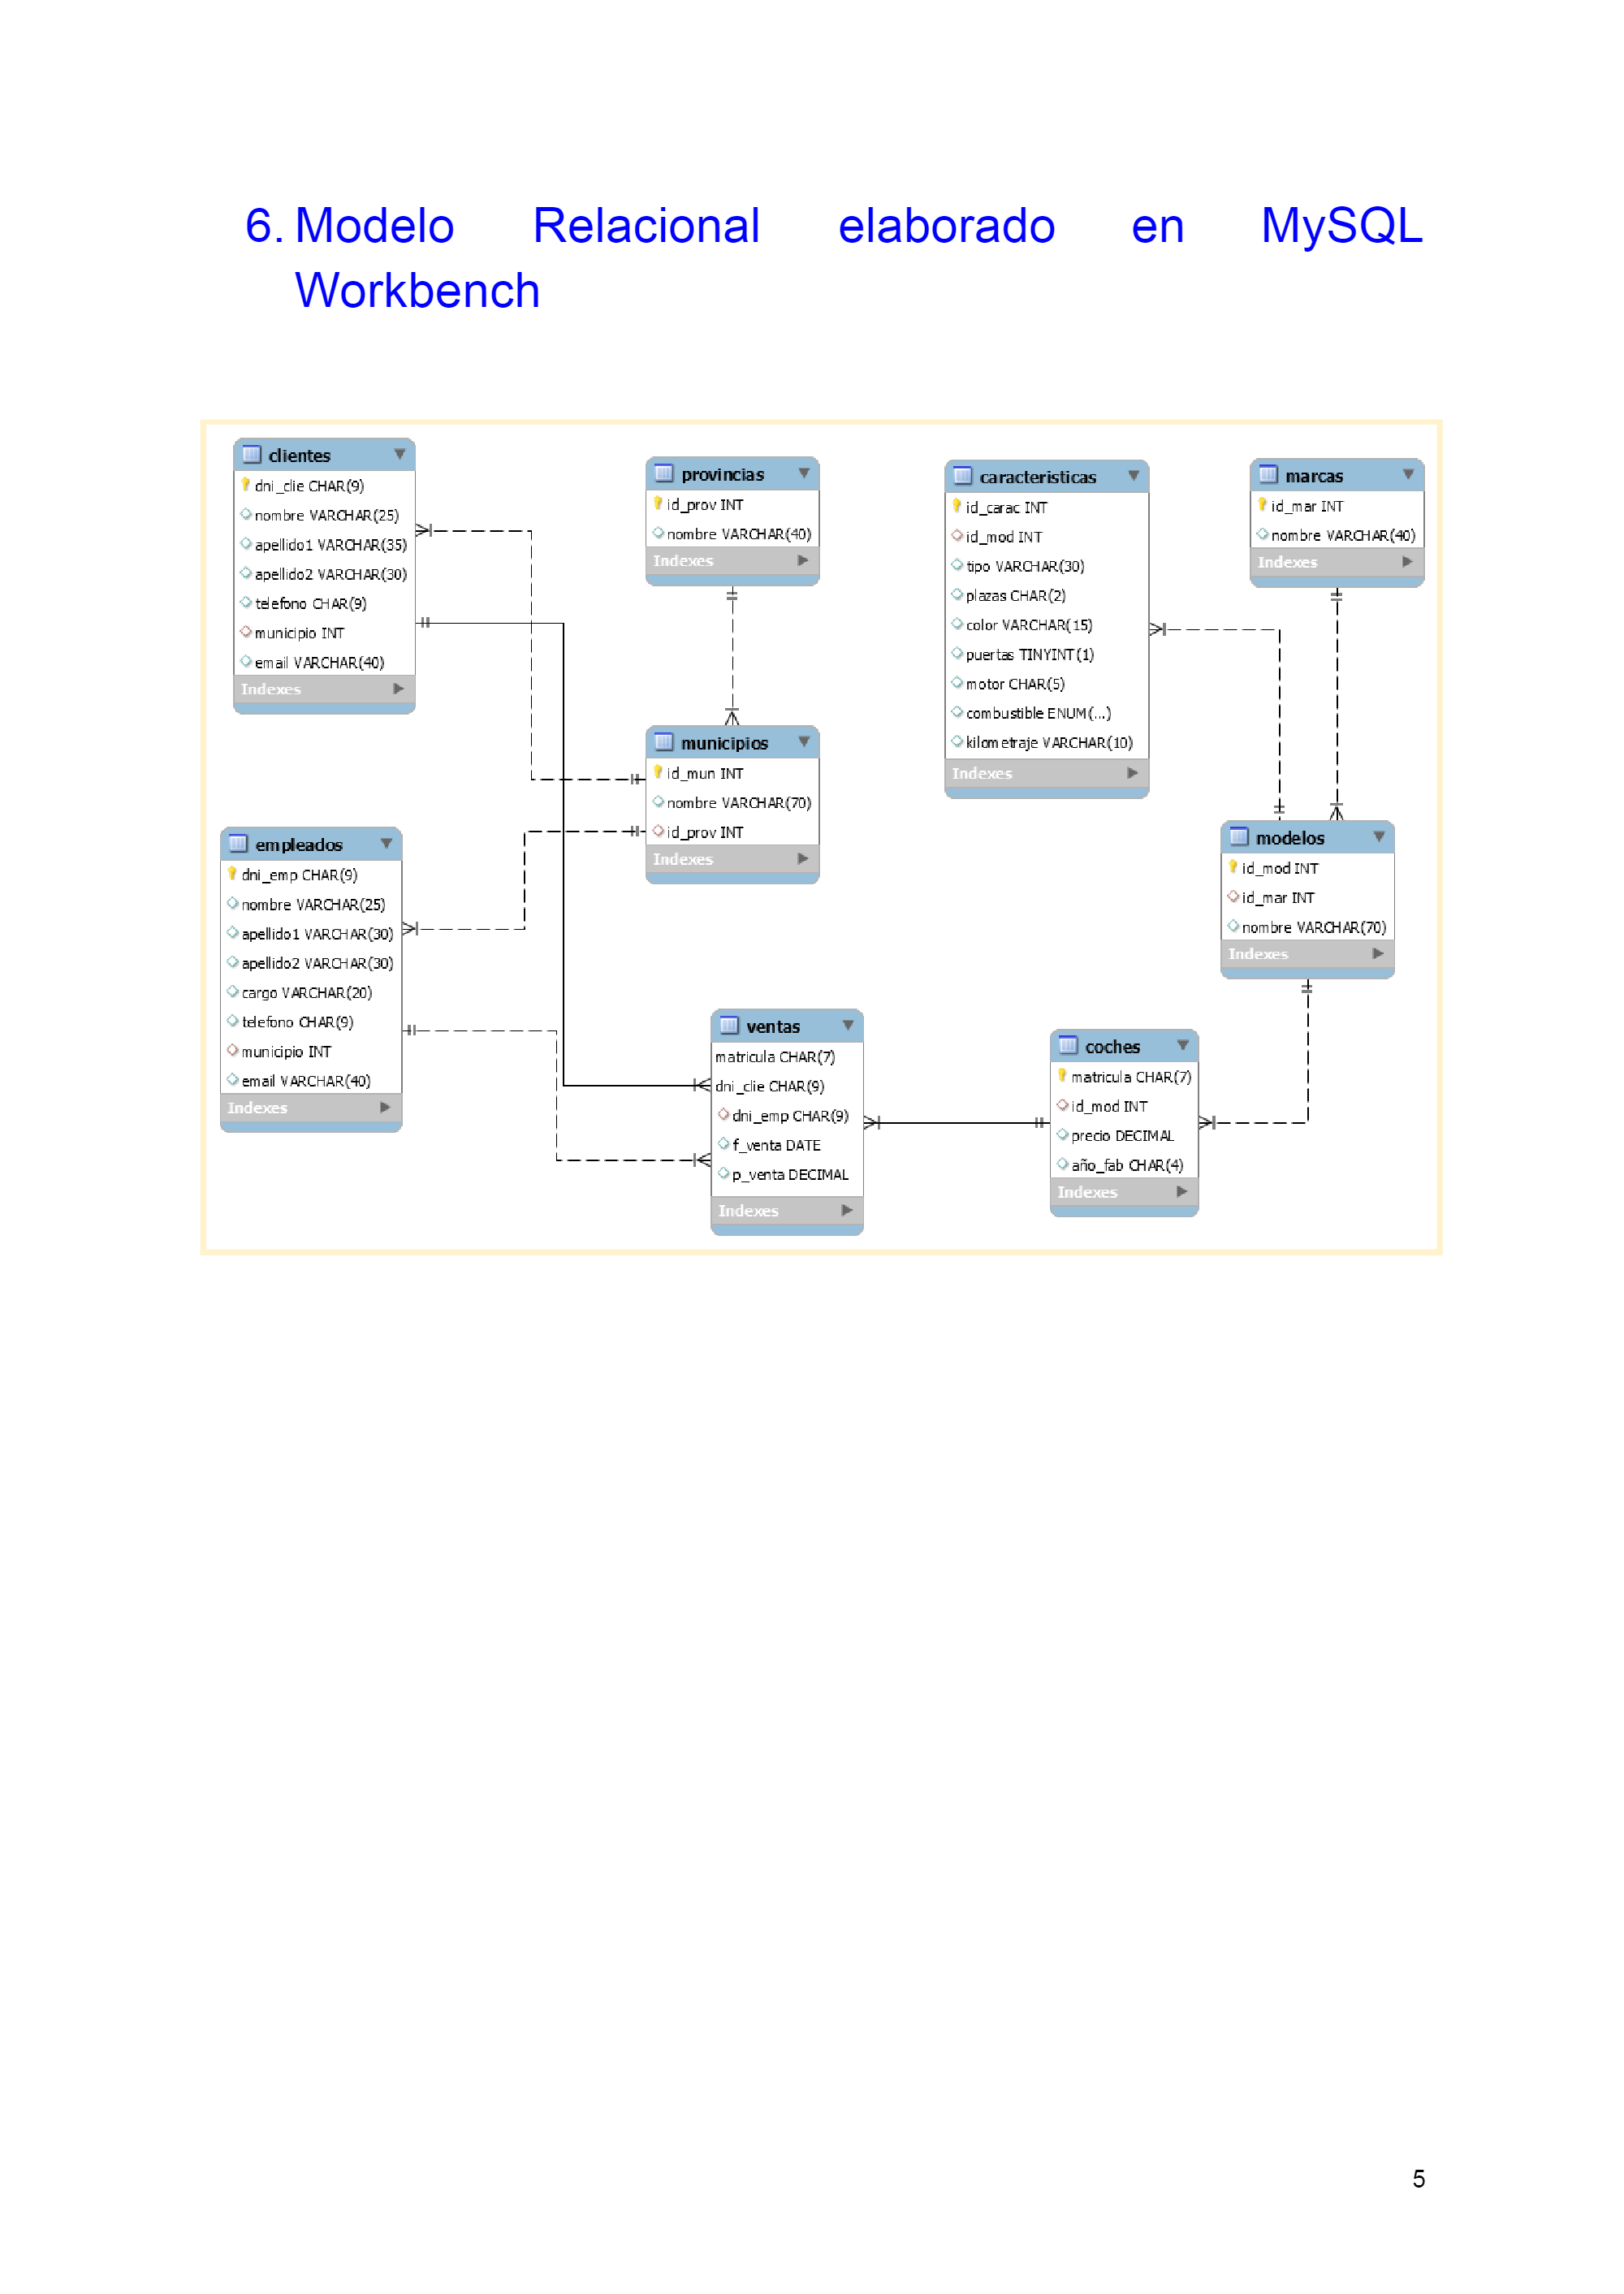 6. Modelo Relacional elaborado en MySQL
Workbench
clientes
dni_clie CHAR(9)
nombre VARCHAR(25)
apellido1 VARCHAR(35)
apellido2 VARCHAR(30)
telefono CHAR(9)
municipio INT
email VARCHAR(40)
Indexes
provincias
id_prov INT
nombre VARCHAR(40)
Indexes
caracteristicas
id_carac INT
id_mod INT
tipo VARCHAR(30)
plazas CHAR(2)
color VARCHAR(15)
puertas TINYINT(1)
motor CHAR(5)
combustible ENUM(...)
kilometraje VARCHAR(10)
Indexes
marcas
id_mar INT
nombre VARCHAR(40)
Indexes
municipios
id_mun INT
nombre VARCHAR(70)
id_prov INT
Indexes
empleados
dni_emp CHAR(9)
nombre VARCHAR(25)
apellido1 VARCHAR(30)
apellido2 VARCHAR(30)
cargo VARCHAR(20)
telefono CHAR(9)
municipio INT
email VARCHAR(40)
Indexes
modelos
id_mod INT
id_mar INT
nombre VARCHAR(70)
Indexes
ventas
matricula CHAR(7)
dni_clie CHAR(9)
dni_emp CHAR(9)
f_venta DATE
p_venta DECIMAL
Indexes
coches
matricula CHAR(7)
id_mod INT
precio DECIMAL
año_fab CHAR(4)
Indexes
5